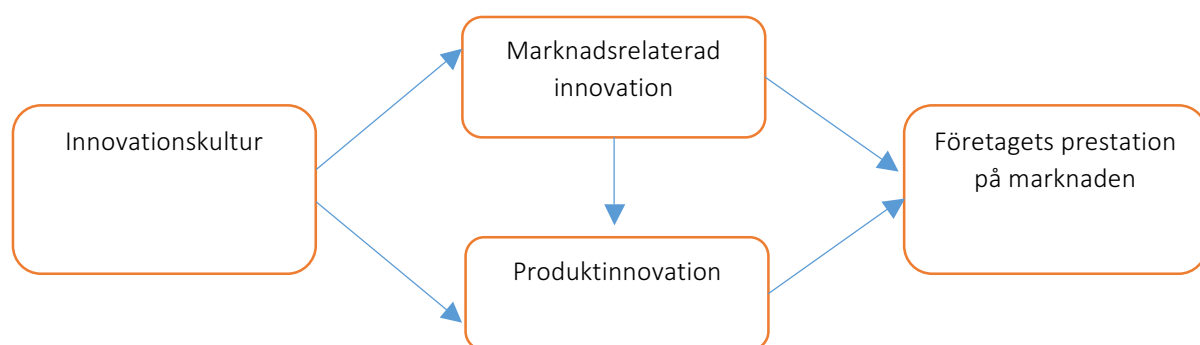 Marknadsrelaterad
innovation
Innovationskultur
Företagets prestation
på marknaden
Produktinnovation